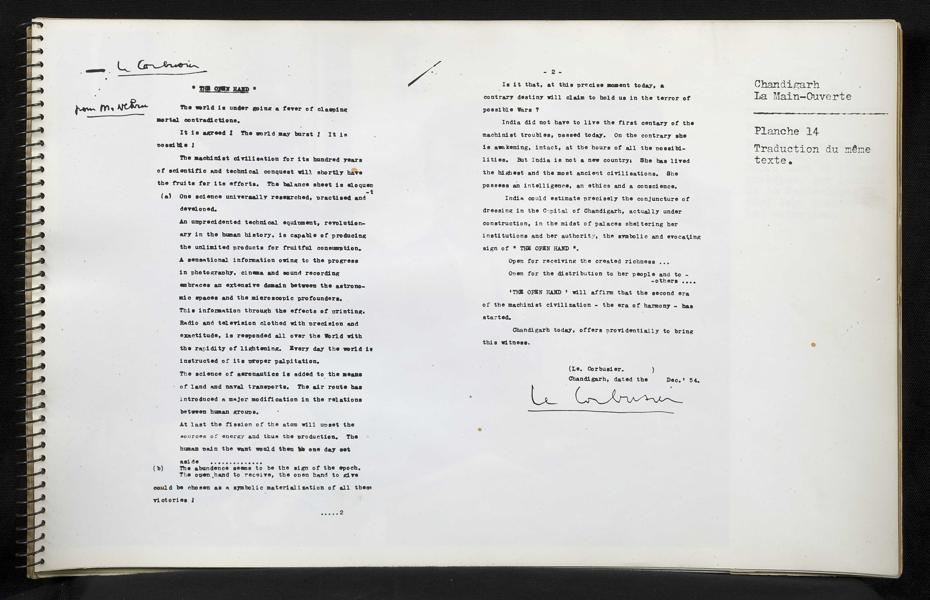 Le Corbusier
pour M. Nehru
" THE OPEN HAND "
The world is under going a fever of clasping
mortal contradictions.
It is agreed ! The world may burst ! It is
possible !
The machinist civilisation for its hundred years
of scientific and technical conquest will shortly have
the fruits for its efforts. The balance sheet is eloquen
-t
(a) One science universally researched, practised and
developed.
An unprecidented technical equipment, revolution-
ary in the human history, is capable of producing
the unlimited products for fruitful consumption.
A sensational information owing to the progress
in photography, cinema and sound recording
embraces an extensive domain between the astrono-
mic spaces and the microscopic profounders.
This information through the effects of printing.
Radio and television clothed with precision and
exactitude, is responded all over the World with
the rapidity of lightening. Every day the world is
instructed of its proper palpitation.
The science of aeronautics is added to the means
of land and naval transports. The air route has
introduced a major modification in the relations
between human groups.
At last the fission of the atom will upset the
sources of energy and thus the production. The
human pain the want would then be one day set
aside ..............
(b) The abundence seems to be the sign of the epoch.
The open hand to receive, the open hand to give
could be chosen as a symbolic materialization of all these
victories !
.....2
- 2 -
Is it that, at this precise moment today, a
contrary destiny will claim to hold us in the terror of
possible Wars ?
India did not have to live the first century of the
machinist troubles, passed today. On the contrary she
is awakening, intact, at the hours of all the possibi-
lities. But India is not a new country; She has lived
the highest and the most ancient civilisations. She
possess an intelligence, an ethics and a conscience.
India could estimate precisely the conjuncture of
dressing in the Capital of Chandigarh, actually under
construction, in the midst of palaces sheltering her
institutions and her authority, the symbolic and evocating
sign of " THE OPEN HAND ".
Open for receiving the created richness ...
Open for the distribution to her people and to -
-others ....
'THE OPEN HAND ' will affirm that the second era
of the machinist civilization - the era of harmony - has
started.
Chandigarh today, offers providentially to bring
this witness.
(Le. Corbusier. )
Chandigarh, dated the Dec.' 54.
Le Corbusier
Chandigarh
La Main-Ouverte
Planche 14
Traduction du même
texte.